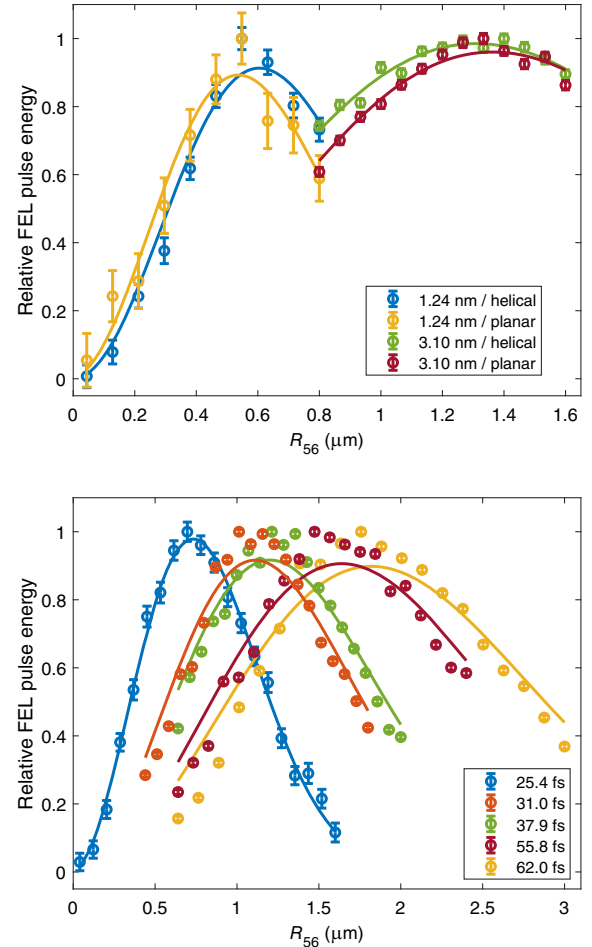 Relative FEL pulse energy
1
0.8
0.6
0.4
0.2
0
1.24 nm / helical
1.24 nm / planar
3.10 nm / helical
3.10 nm / planar
0 0.2 0.4 0.6 0.8 1 1.2 1.4 1.6
R56 (μm)
Relative FEL pulse energy
1
0.8
0.6
0.4
0.2
0
25.4 fs
31.0 fs
37.9 fs
55.8 fs
62.0 fs
0 0.5 1 1.5 2 2.5 3
R56 (μm)